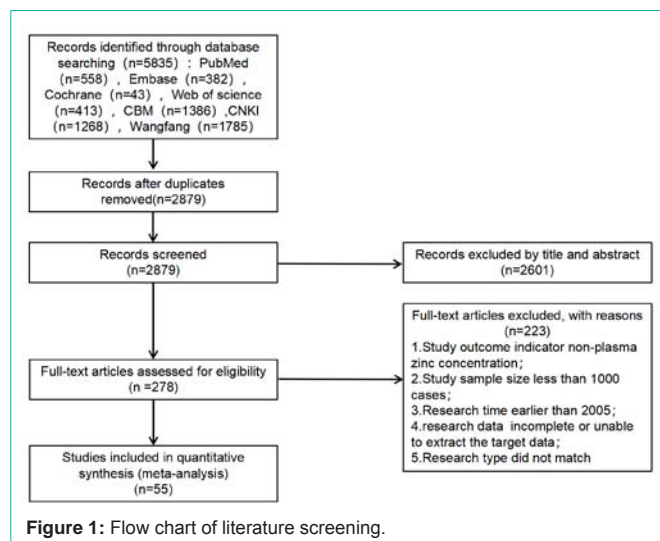 Records identified through database
searching (n=5835) : PubMed
(n=558) , Embase (n=382) ,
Cochrane (n=43) , Web of science
(n=413) , CBM (n=1386) ,CNKI
(n=1268) , Wangfang (n=1785)
Records after duplicates
removed(n=2879)
Records screened
(n=2879)
Records excluded by title and abstract
(n=2601)
Full-text articles assessed for eligibility
(n =278)
Full-text articles excluded, with reasons
(n=223)
1.Study outcome indicator non-plasma
zinc concentration;
2.Study sample size less than 1000
cases;
3.Research time earlier than 2005;
4.research data incomplete or unable
to extract the target data;
5.Research type did not match
Studies included in quantitative
synthesis (meta-analysis)
(n=55)
Figure 1: Flow chart of literature screening.